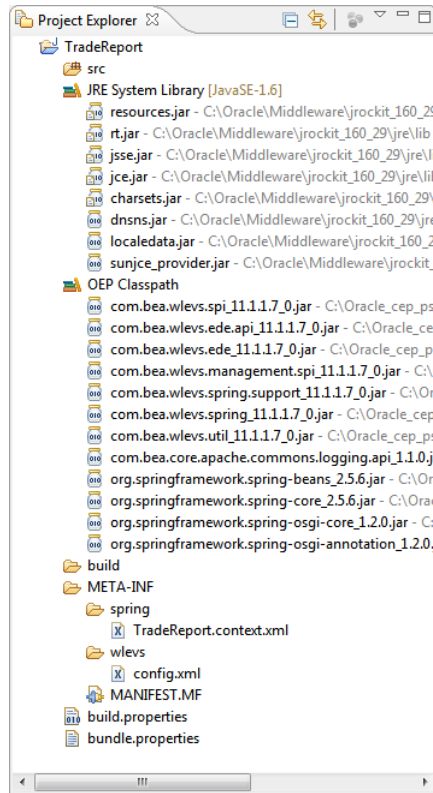 Project Explorer
TradeReport
src
JRE System Library [JavaSE-1.6]
resources.jar - C:\Oracle\Middleware\jrockit_160_29
rt.jar - C:\Oracle\Middleware\jrockit_160_29\jre\lib
jsse.jar - C:\Oracle\Middleware\jrockit_160_29\jre\l
jce.jar - C:\Oracle\Middleware\jrockit_160_29\jre\lil
charsets.jar - C:\Oracle\Middleware\jrockit_160_29\
dnsns.jar - C:\Oracle\Middleware\jrockit_160_29\jre
localedata.jar - C:\Oracle\Middleware\jrockit_160_2
sunjce_provider.jar - C:\Oracle\Middleware\jrockit_
OEP Classpath
com.bea.wlevs.spi_11.1.1.7_0.jar - C:\Oracle_cep_ps
com.bea.wlevs.ede.api_11.1.1.7_0.jar - C:\Oracle_ce
com.bea.wlevs.ede_11.1.1.7_0.jar - C:\Oracle_cep_p
com.bea.wlevs.management.spi_11.1.1.7_0.jar - C:\
com.bea.wlevs.spring.support_11.1.1.7_0.jar - C:\Or
com.bea.wlevs.spring_11.1.1.7_0.jar - C:\Oracle_cep
com.bea.wlevs.util_11.1.1.7_0.jar - C:\Oracle_cep_ps
com.bea.core.apache.commons.logging.api_1.1.0.j
org.springframework.spring-beans_2.5.6.jar - C:\Or
org.springframework.spring-core_2.5.6.jar - C:\Orac
org.springframework.spring-osgi-core_1.2.0.jar - C:
org.springframework.spring-osgi-annotation_1.2.0.
build
META-INF
spring
TradeReport.context.xml
wlevs
config.xml
MANIFEST.MF
build.properties
bundle.properties